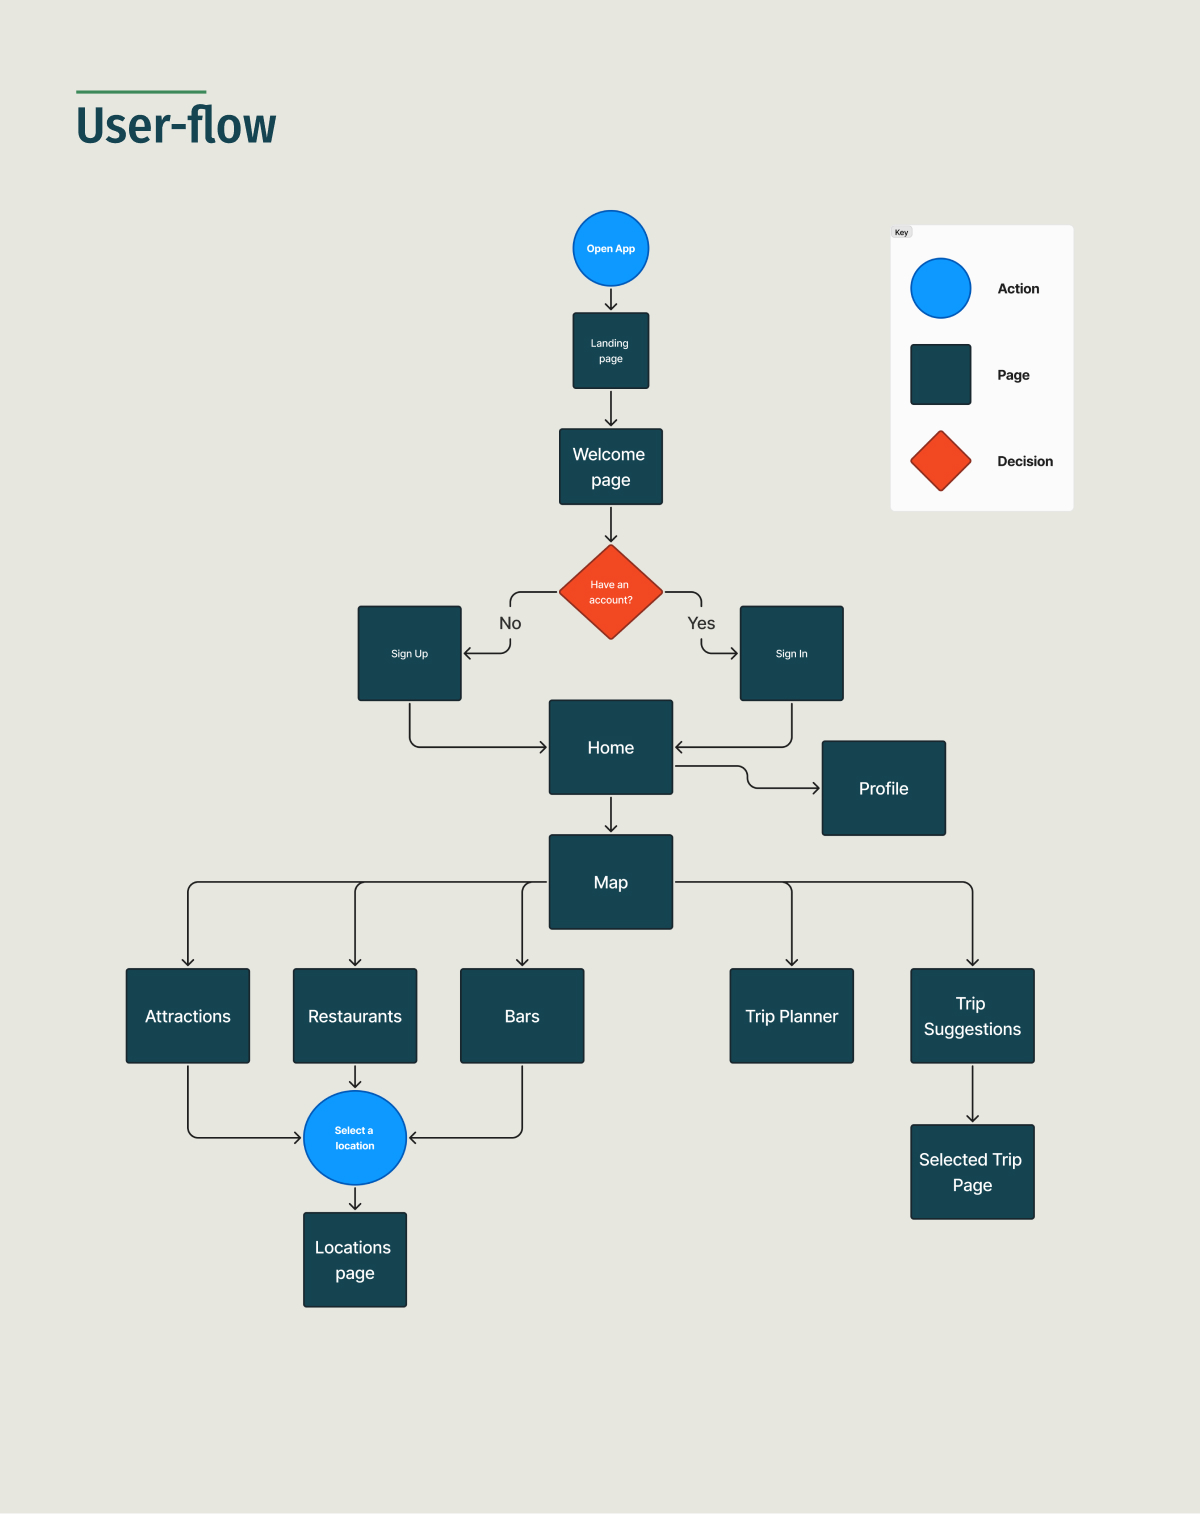 User-flow
Open App
Key
Action
Page
Decision
Landing
page
Welcome
page
Have an
account?
No
Yes
Sign Up
Sign In
Home
Profile
Map
Attractions
Restaurants
Bars
Trip Planner
Trip
Suggestions
Select a
location
Selected Trip
Page
Locations
page